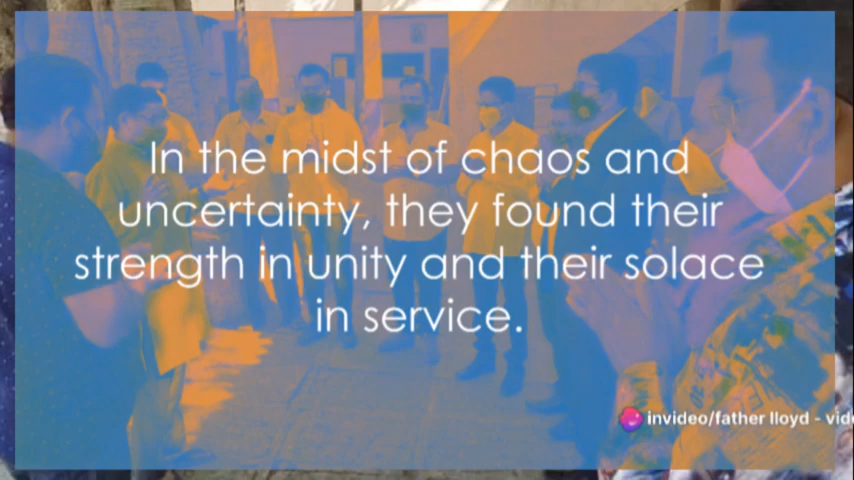 In the midst of chaos and
uncertainty, they found their
strength in unity and their solace
in service.
invideo/father lloyd -